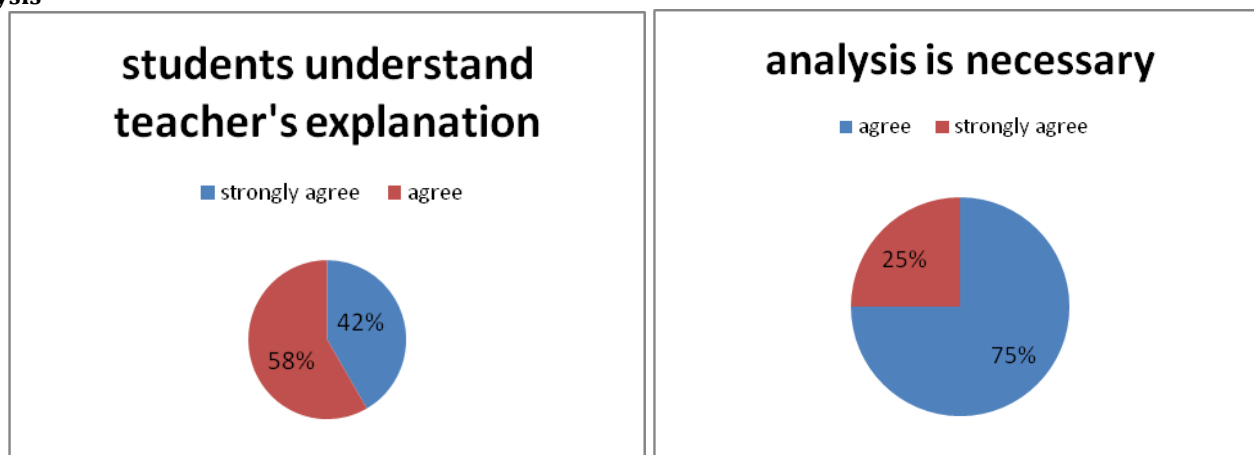 students understand
teacher's explanation
strongly agree agree
42%
58%
analysis is necessary
agree strongly agree
25%
75%